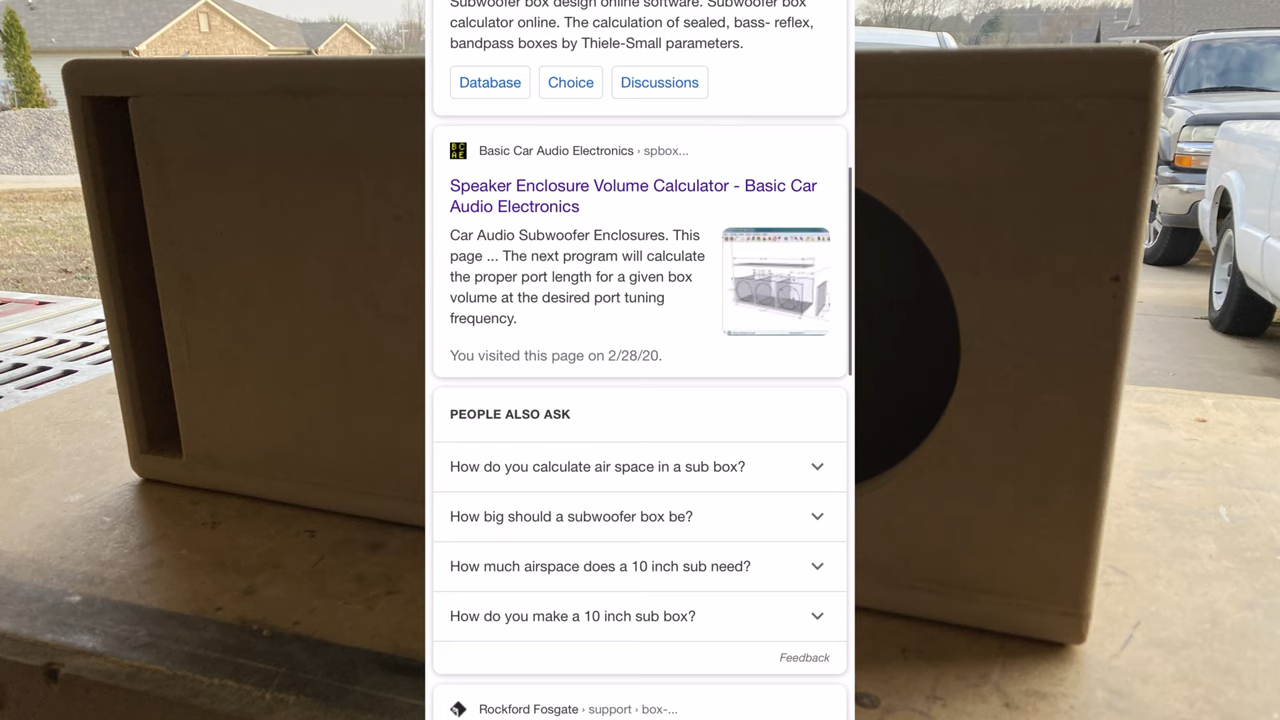 Subwoofer box design online software. Subwoofer box
calculator online. The calculation of sealed, bass- reflex,
bandpass boxes by Thiele-Small parameters.
Database
Choice
Discussions
Basic Car Audio Electronics › spbox...
Speaker Enclosure Volume Calculator - Basic Car
Audio Electronics
Car Audio Subwoofer Enclosures. This
page ... The next program will calculate
the proper port length for a given box
volume at the desired port tuning
frequency.
You visited this page on 2/28/20.
PEOPLE ALSO ASK
How do you calculate air space in a sub box?
How big should a subwoofer box be?
How much airspace does a 10 inch sub need?
How do you make a 10 inch sub box?
Feedback
Rockford Fosgate › support › box-...